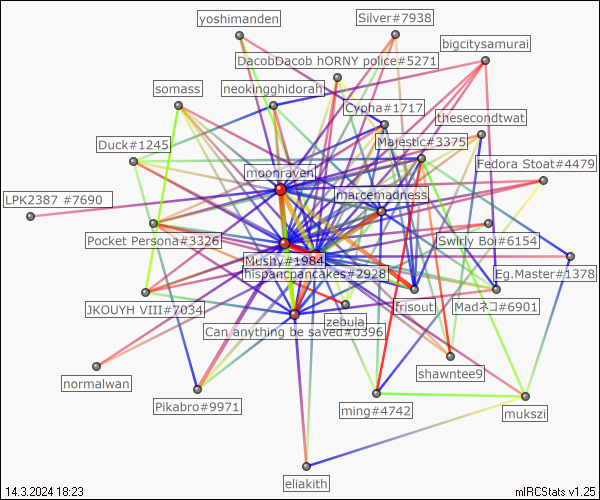 yoshimanden
Silver#7938
bigcitysamurai
DacobDacob hORNY police#5271
somass
neokingghidorah
Cypha#1717
thesecondtwat
Duck#1245
Majestic#3375
Fedora Stoat#4479
moonraven
LPK2387 #7690
marcemadness
Pocket Persona#3326
Swirly Boi#6154
Mushy#1984
hispancpancakes#2928
Eg.Master#1378
JKOUYH VIII#7034
frisout
Madネコ#6901
zebula
Can anything be saved#0396
shawntee9
normalwan
Pikabro#9971
ming#4742
mukszi
eliakith
14.3.2024 18:23
mIRCStats v1.25